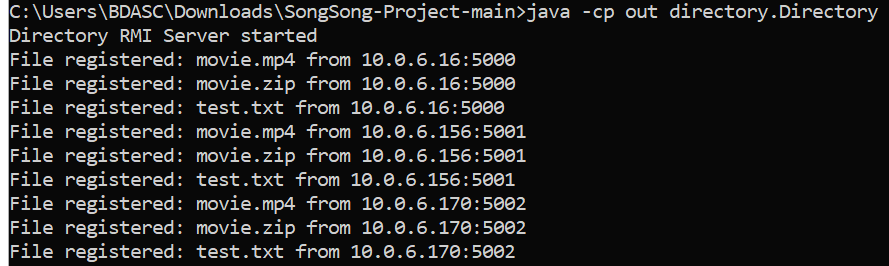 C:\Users\BDASC\Downloads\SongSong-Project-main>java -cp out directory.Directory
Directory RMI Server started
File registered: movie.mp4 from 10.0.6.16:5000
File registered: movie.zip from 10.0.6.16:5000
File registered: test.txt from 10.0.6.16:5000
File registered: movie.mp4 from 10.0.6.156:5001
File registered: movie.zip from 10.0.6.156:5001
File registered: test.txt from 10.0.6.156:5001
File registered: movie.mp4 from 10.0.6.170:5002
File registered: movie.zip from 10.0.6.170:5002
File registered: test.txt from 10.0.6.170:5002